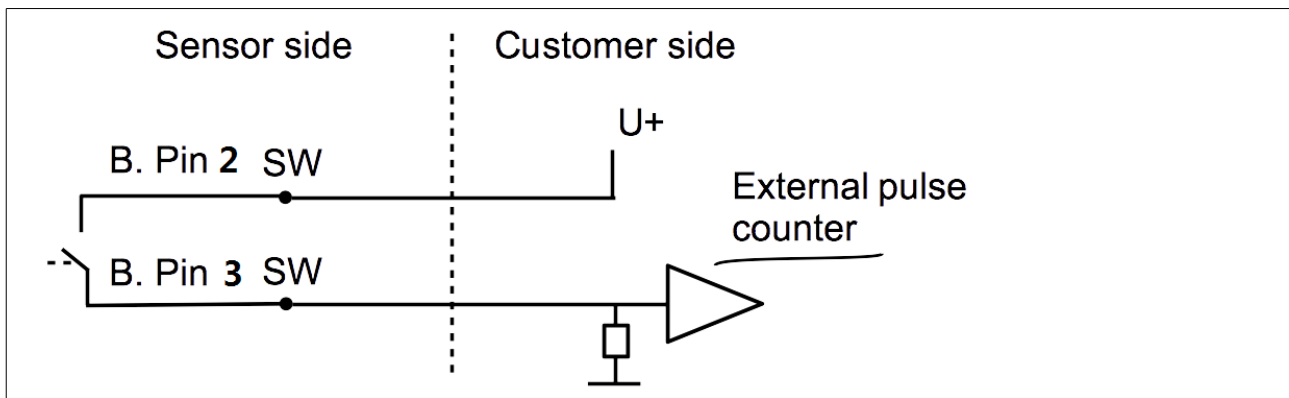 Sensor side
Customer side
U+
B. Pin 2 SW
External pulse
counter
B. Pin 3 SW